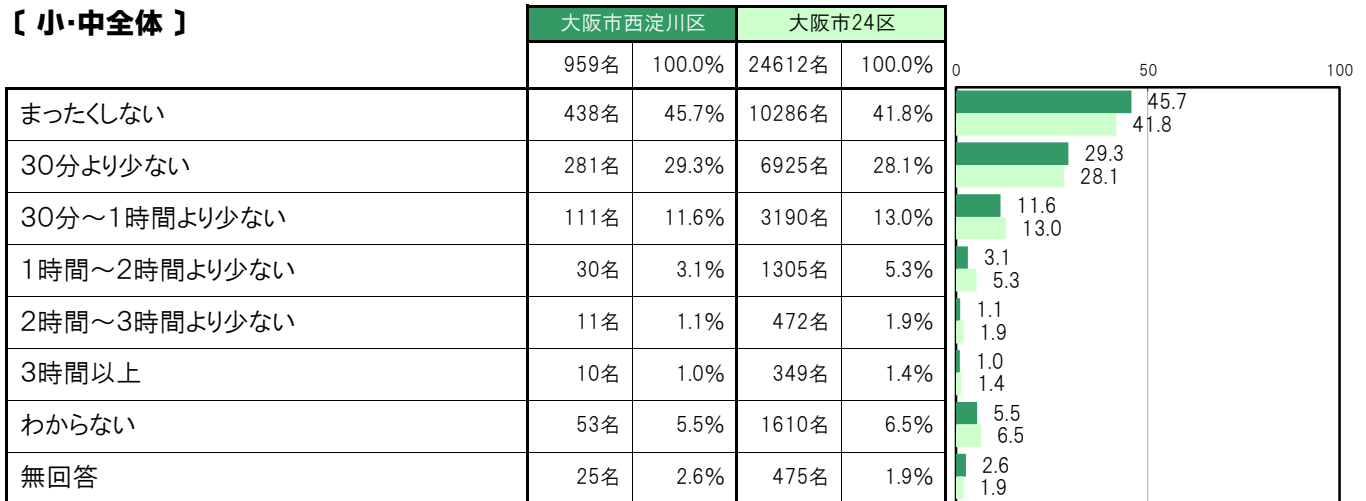 〔 小・中全体 〕
大阪市西淀川区 大阪市24区
959名 100.0% 24612名 100.0%
0 50 100
まったくしない 438名 45.7% 10286名 41.8%
45.7
41.8
30分より少ない 281名 29.3% 6925名 28.1%
29.3
28.1
30分～1時間より少ない 111名 11.6% 3190名 13.0%
11.6
13.0
1時間～2時間より少ない 30名 3.1% 1305名 5.3%
3.1
5.3
2時間～3時間より少ない 11名 1.1% 472名 1.9%
1.1
1.9
3時間以上 10名 1.0% 349名 1.4%
1.0
1.4
わからない 53名 5.5% 1610名 6.5%
5.5
6.5
無回答 25名 2.6% 475名 1.9%
2.6
1.9